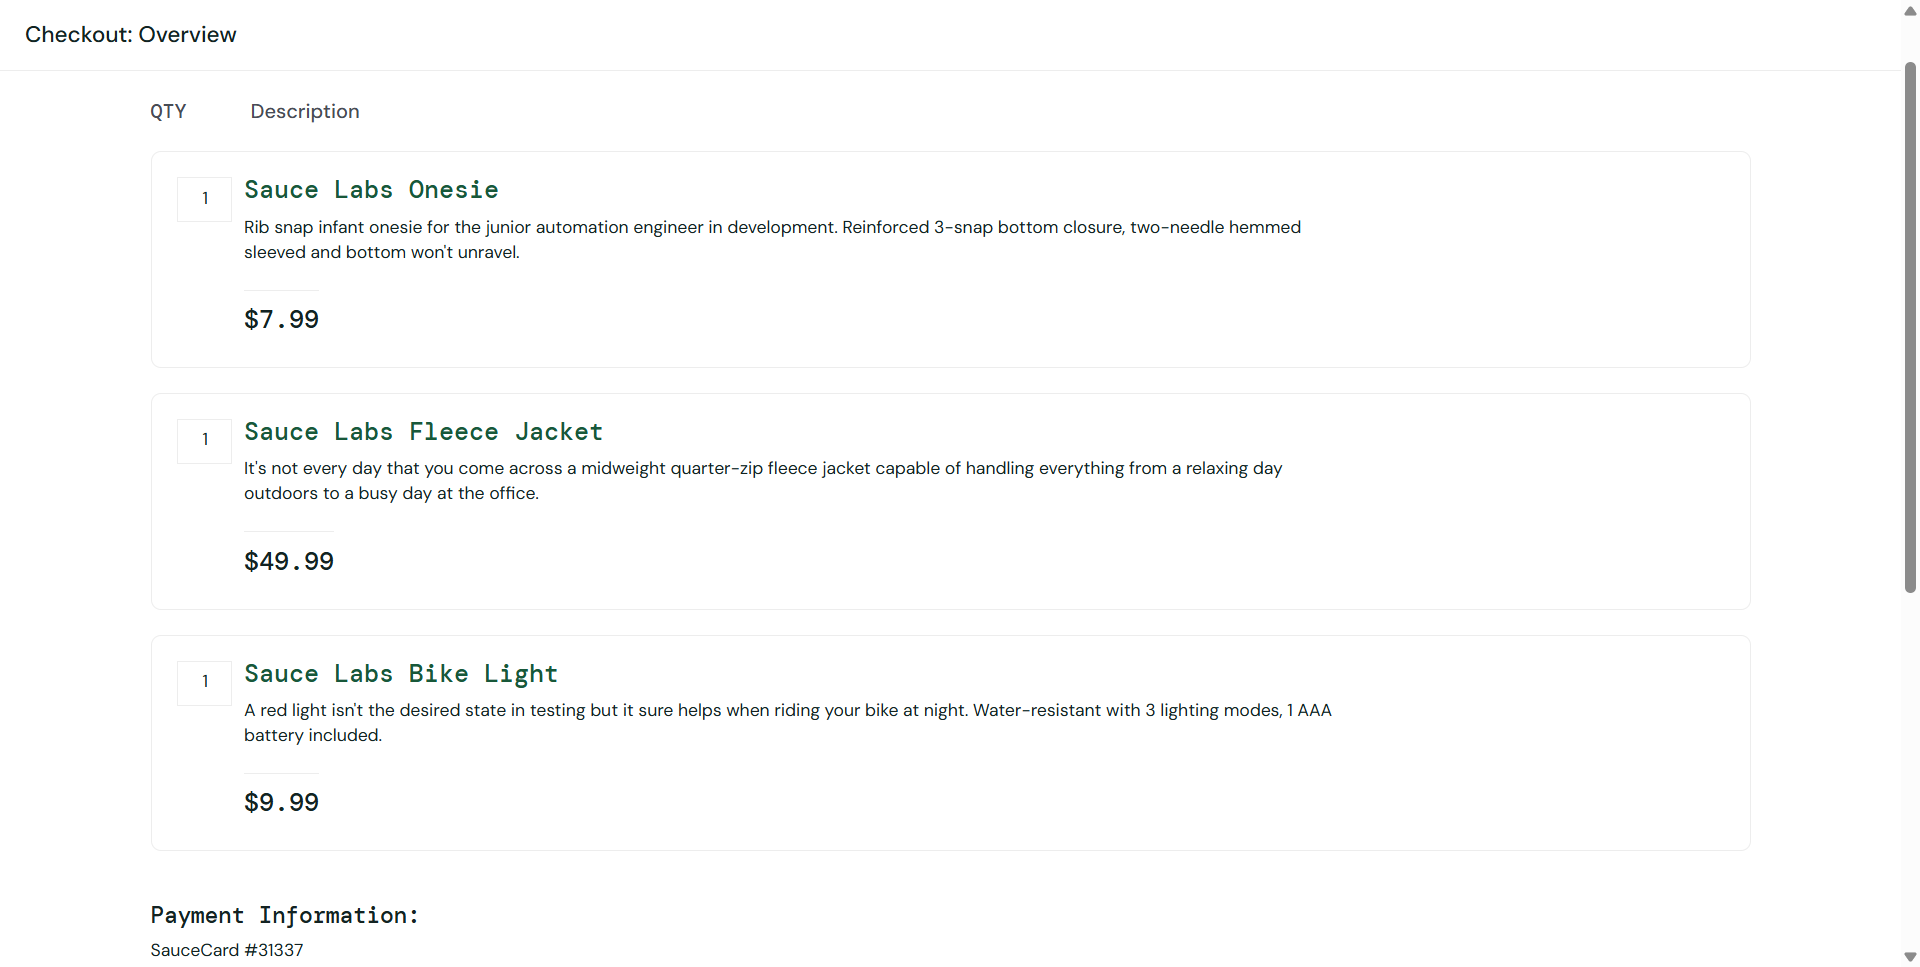 Checkout: Overview
QTY Description
1 Sauce Labs Onesie
Rib snap infant onesie for the junior automation engineer in development. Reinforced 3-snap bottom closure, two-needle hemmed
sleeved and bottom won't unravel.
$7.99
1 Sauce Labs Fleece Jacket
It's not every day that you come across a midweight quarter-zip fleece jacket capable of handling everything from a relaxing day
outdoors to a busy day at the office.
$49.99
1 Sauce Labs Bike Light
A red light isn't the desired state in testing but it sure helps when riding your bike at night. Water-resistant with 3 lighting modes, 1 AAA
battery included.
$9.99
Payment Information:
SauceCard #31337